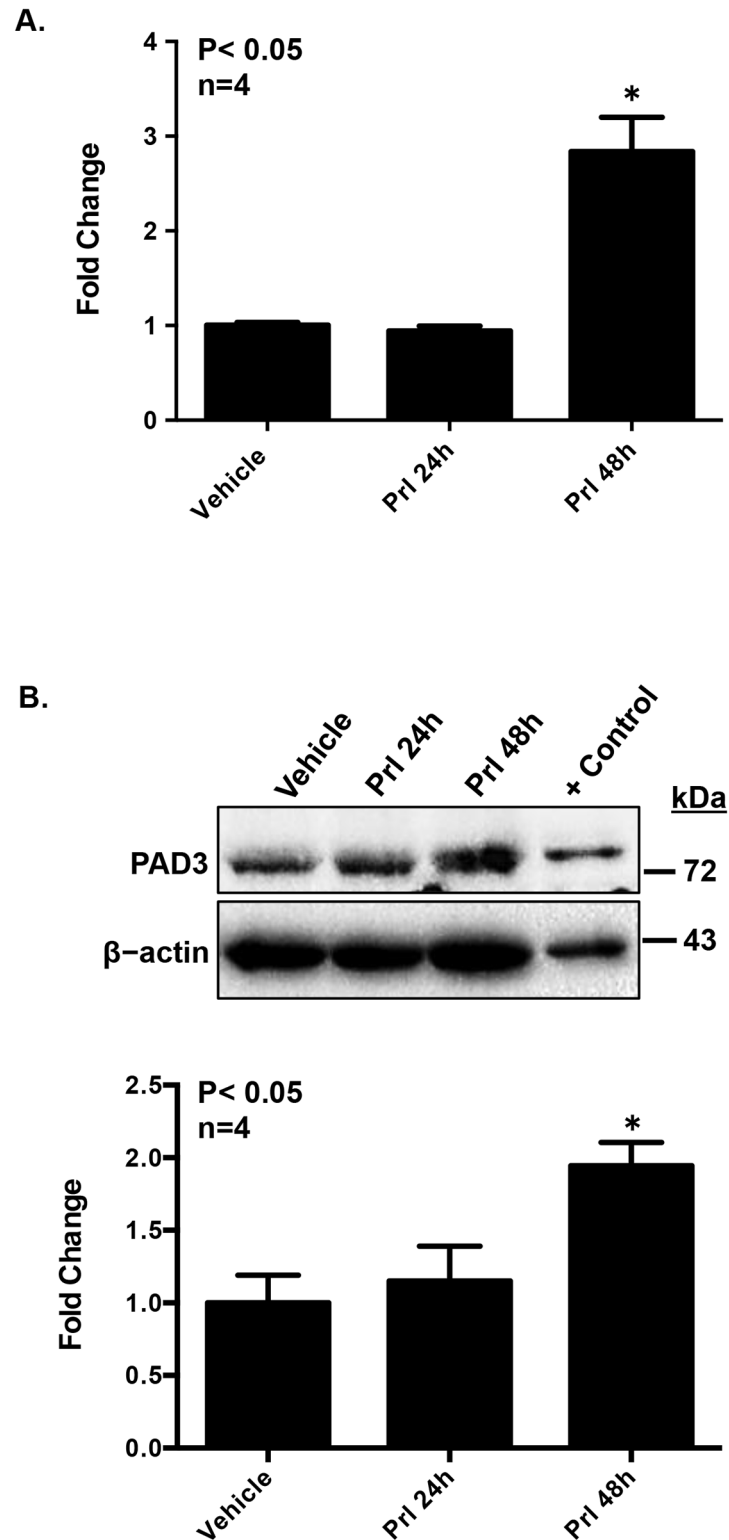 A.
P< 0.05
n=4
*
4
3
2
1
0
Fold Change
Vehicle
Prl 24h
Prl 48h
B.
Vehicle
Prl 24h
Prl 48h
+ Control
kDa
PAD3
72
β−actin
43
P< 0.05
n=4
*
2.5
2.0
1.5
1.0
0.5
0.0
Fold Change
Vehicle
Prl 24h
Prl 48h